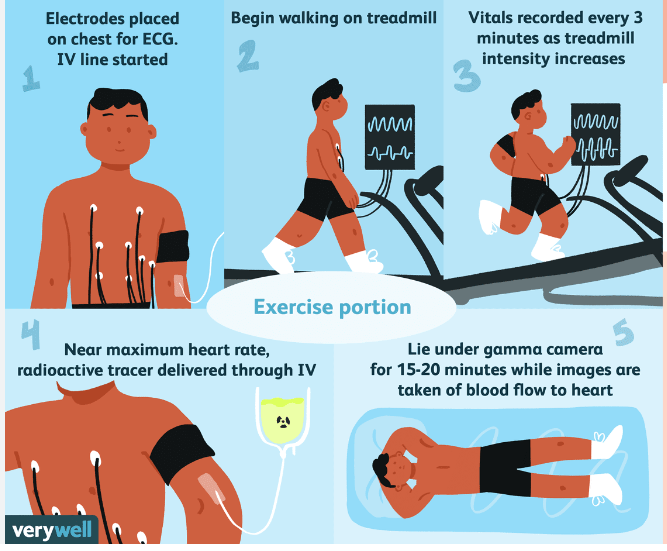 Electrodes placed
on chest for ECG.
IV line started
1
Begin walking on treadmill
2
Vitals recorded every 3
minutes as treadmill
intensity increases
3
Exercise portion
4
Near maximum heart rate,
radioactive tracer delivered through IV
5
Lie under gamma camera
for 15-20 minutes while images are
taken of blood flow to heart
verywell